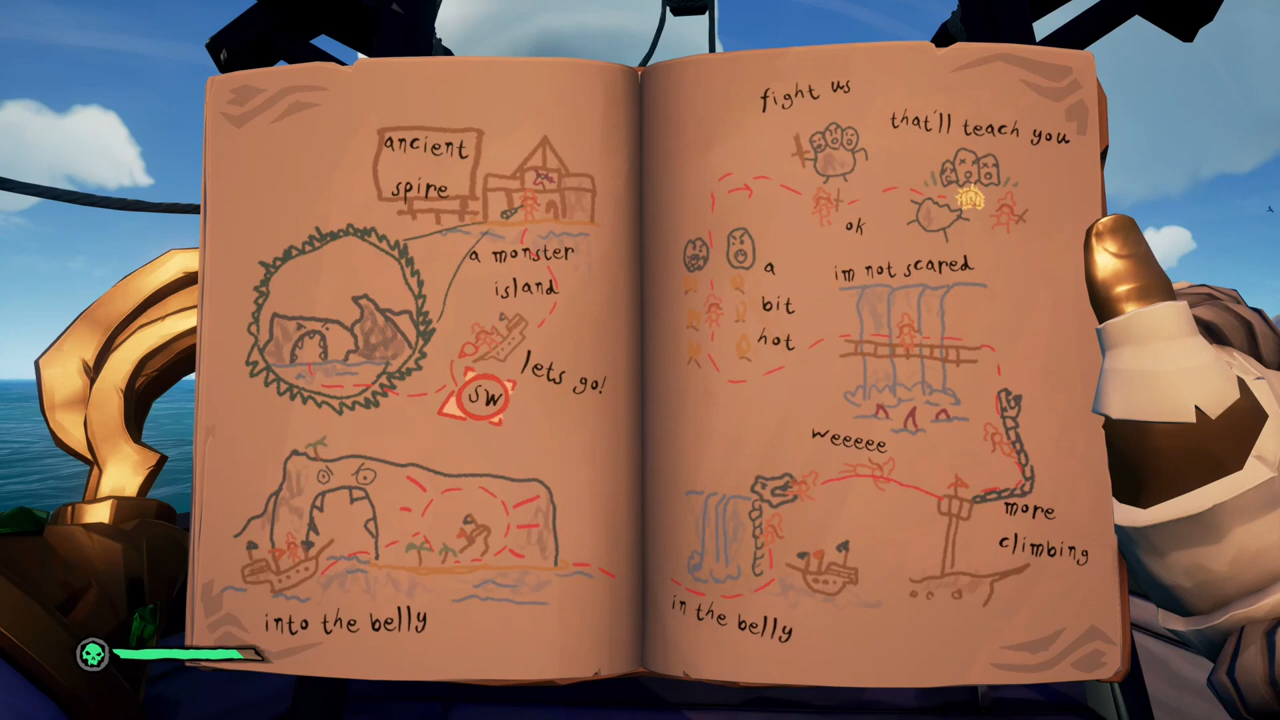 ancient
spire
a monster
island
lets go!
SW
into the belly
fight us
that'll teach you
ok
im not scared
a
bit
hot
weeeee
more
climbing
in the belly